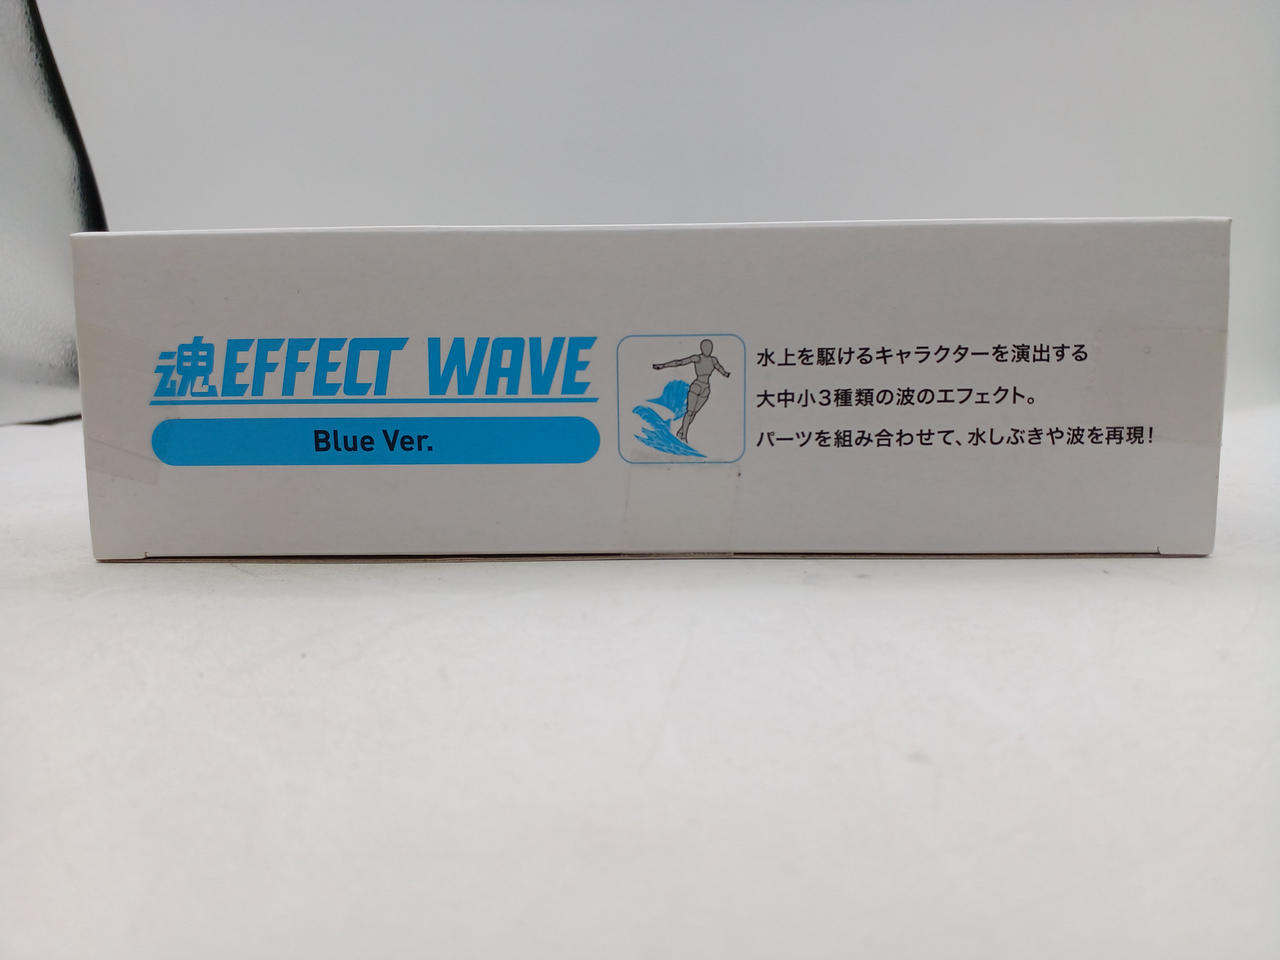 魂EFFECT WAVE
Blue Ver.
水上を駆けるキャラクターを演出する
大中小3種類の波のエフェクト。
パーツを組み合わせて、水しぶきや波を再現!